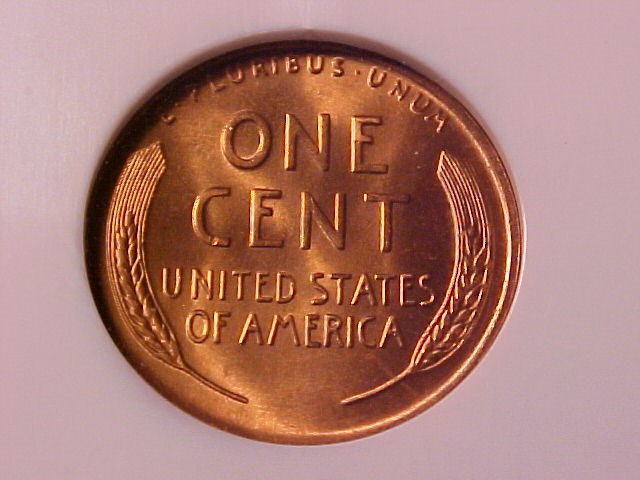 E·PLURIBUS·UNUM
ONE
CENT
UNITED STATES
OF AMERICA